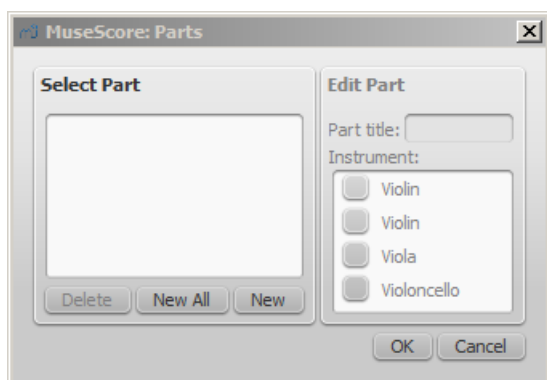 MuseScore: Parts
Select Part
Delete New All New
Edit Part
Part title:
Instrument:
Violin
Violin
Viola
Violoncello
OK Cancel